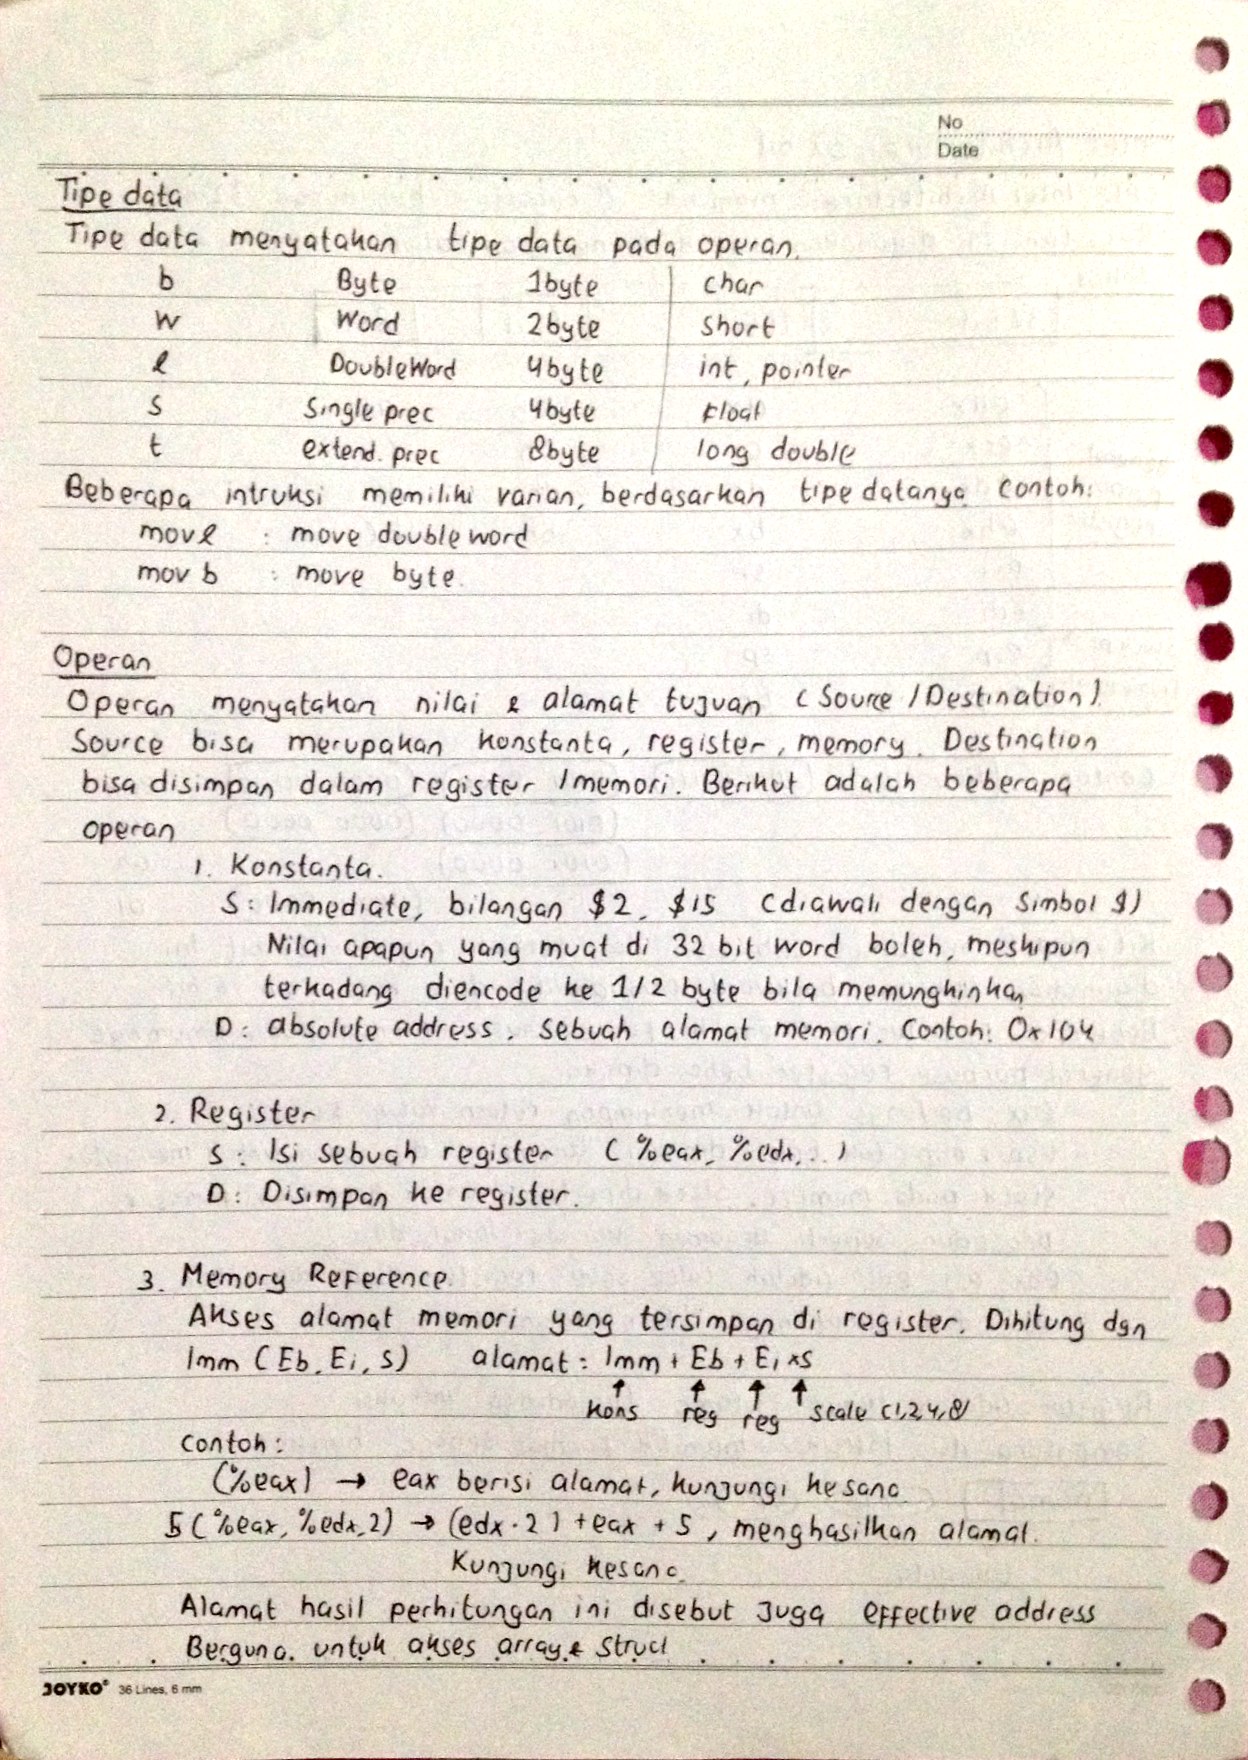 No
Date
Tipe data
Tipe data menyatakan tipe data pada operan.
b Byte 1byte char
w Word 2byte short
l DoubleWord 4byte int, pointer
s Single prec 4byte Float
t extend. prec 8byte long double
Beberapa intruksi memiliki varian, berdasarkan tipe datanya. Contoh:
movl : move double word
mov b : move byte.
Operan
Operan menyatakan nilai & alamat tujuan (Source / Destination).
Source bisa merupakan konstanta, register, memory. Destination
bisa disimpan dalam register / memori. Berikut adalah beberapa
operan
1. Konstanta.
S: Immediate, bilangan $2, $15 (diawali dengan Simbol $)
Nilai apapun yang muat di 32 bit word boleh, meskipun
terkadang diencode ke 1/2 byte bila memungkinkan
D: absolute address. sebuah alamat memori. Contoh: 0x104
2. Register
S: Isi sebuah register (%eax, %edx, ..)
D: Disimpan ke register.
3. Memory Reference.
Akses alamat memori yang tersimpan di register. Dihitung dgn
Imm (Eb, Ei, S) alamat: Imm + Eb + Ei xs
kons reg reg scale (1,2,4,8)
contoh:
(%eax) → eax berisi alamat, kunjungi kesana.
5(%eax, %edx, 2) → (edx · 2) + eax + 5, menghasilkan alamat.
Kunjungi kesana.
Alamat hasil perhitungan ini disebut juga effective address
Berguna untuk akses array & struct
JOYKO® 36 Lines, 6 mm